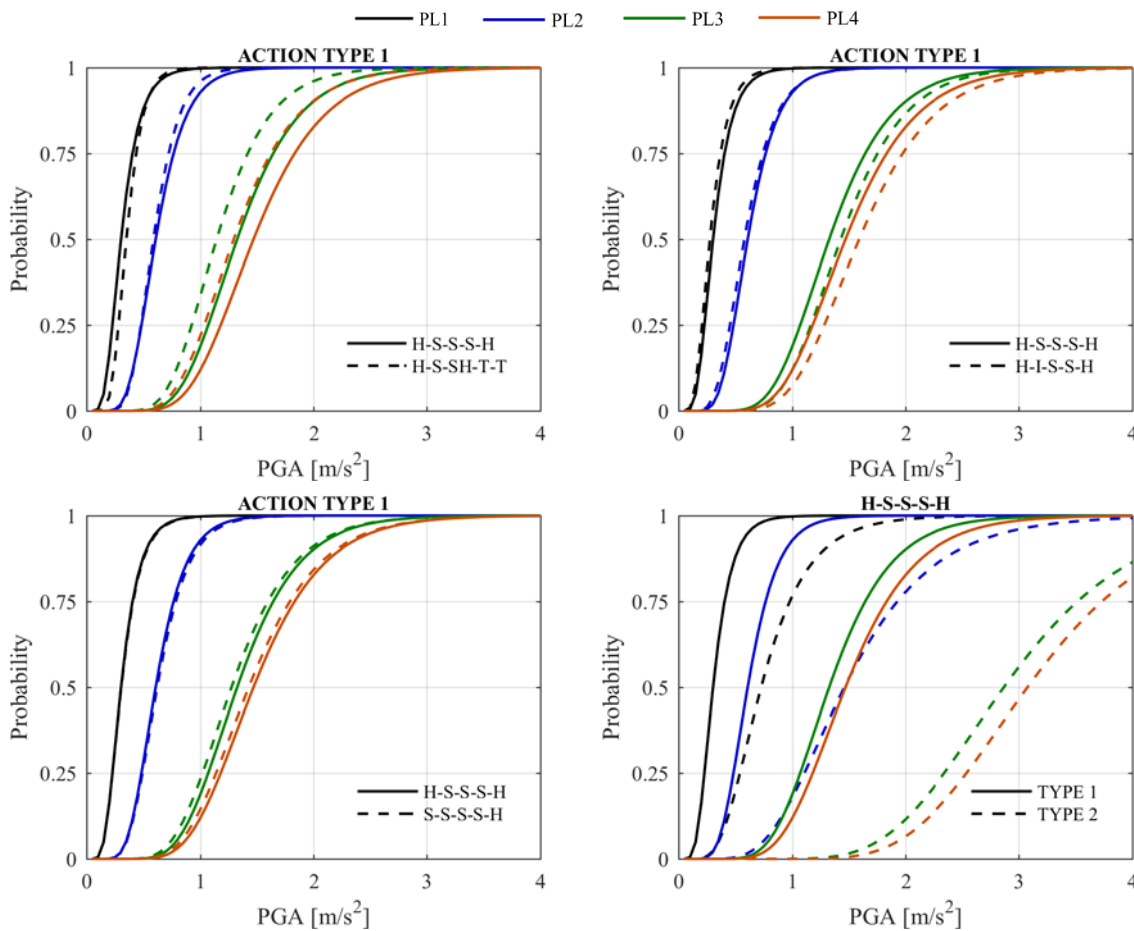 PL1 PL2 PL3 PL4
ACTION TYPE 1
1
0.75
0.5
0.25
0
Probability
H-S-S-S-H
H-S-SH-T-T
0 1 2 3 4
PGA [m/s²]
ACTION TYPE 1
1
0.75
0.5
0.25
0
Probability
H-S-S-S-H
H-I-S-S-H
0 1 2 3 4
PGA [m/s²]
ACTION TYPE 1
1
0.75
0.5
0.25
0
Probability
H-S-S-S-H
S-S-S-S-H
0 1 2 3 4
PGA [m/s²]
H-S-S-S-H
1
0.75
0.5
0.25
0
Probability
TYPE 1
TYPE 2
0 1 2 3 4
PGA [m/s²]